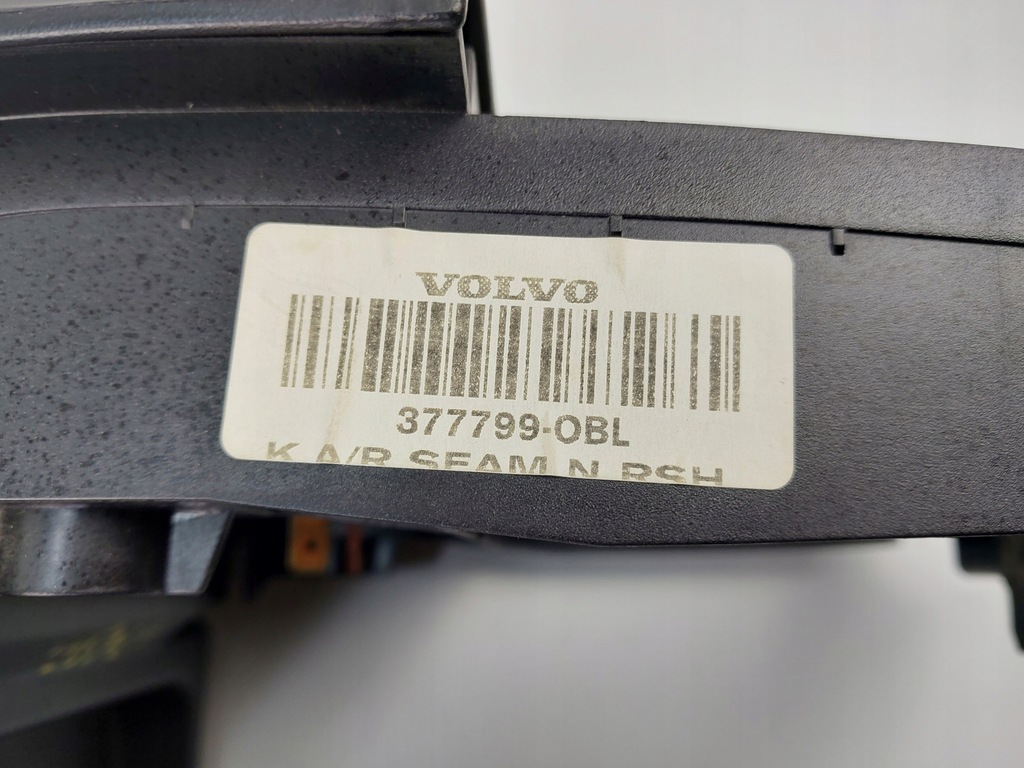 VOLVO
377799-OBL
K A/R SEAM N RSH